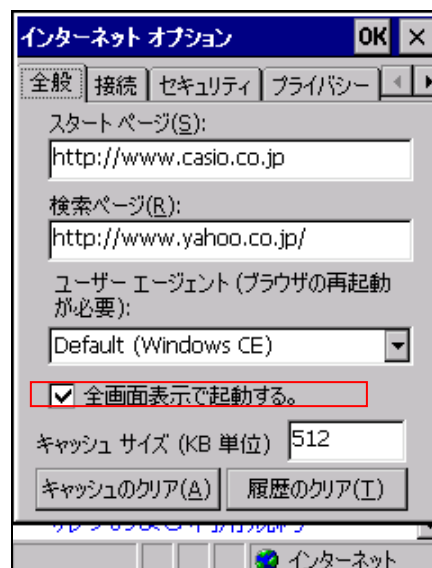 インターネット オプション OK ×
全般 接続 セキュリティ プライバシー
スタート ページ(S):
http://www.casio.co.jp
検索ページ(R):
http://www.yahoo.co.jp/
ユーザー エージェント (ブラウザの再起動
が必要):
Default (Windows CE)
全画面表示で起動する。
キャッシュ サイズ (KB 単位) 512
キャッシュのクリア(A) 履歴のクリア(T)
インターネット